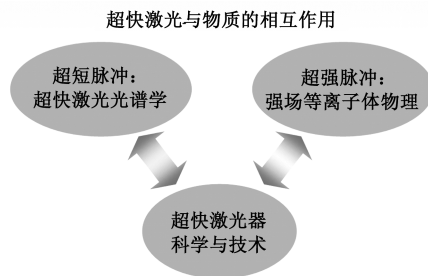 超快激光与物质的相互作用
超短脉冲：
超快激光光谱学
超强脉冲：
强场等离子体物理
超快激光器
科学与技术